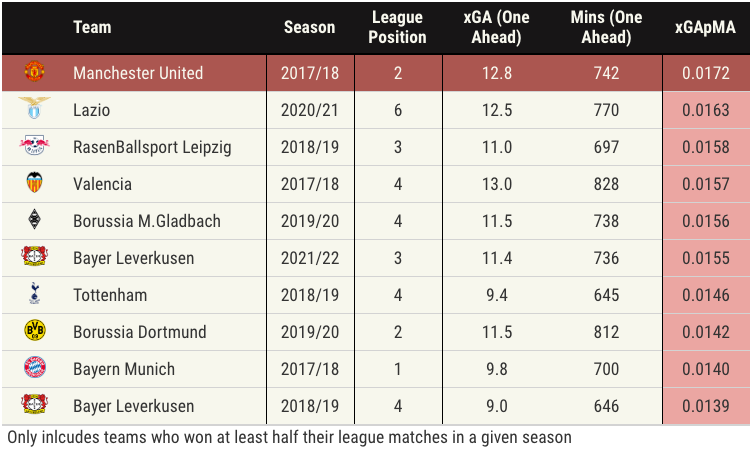 Team Season League Position xGA (One Ahead) Mins (One Ahead) xGApMA
Manchester United 2017/18 2 12.8 742 0.0172
Lazio 2020/21 6 12.5 770 0.0163
RasenBallsport Leipzig 2018/19 3 11.0 697 0.0158
Valencia 2017/18 4 13.0 828 0.0157
Borussia M.Gladbach 2019/20 4 11.5 738 0.0156
Bayer Leverkusen 2021/22 3 11.4 736 0.0155
Tottenham 2018/19 4 9.4 645 0.0146
Borussia Dortmund 2019/20 2 11.5 812 0.0142
Bayern Munich 2017/18 1 9.8 700 0.0140
Bayer Leverkusen 2018/19 4 9.0 646 0.0139
Only inlcudes teams who won at least half their league matches in a given season